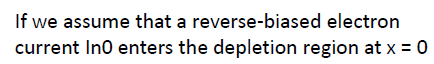 If we assume that a reverse-biased electron
current In0 enters the depletion region at x = 0